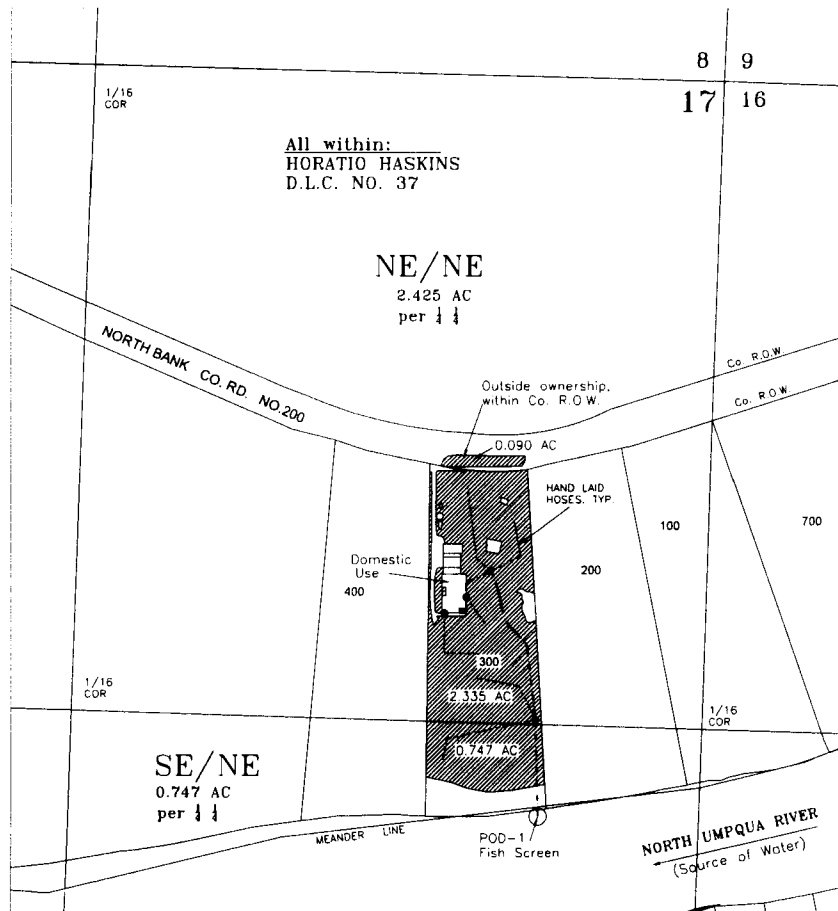 8 9
17 16
1/16
COR
All within:
HORATIO HASKINS
D.L.C. NO. 37
NE/NE
2.425 AC
per ¼ ¼
NORTH BANK CO. RD. NO.200
Co. R.O.W.
Co. R.O.W.
Outside ownership,
within Co. R.O.W.
0.090 AC
HAND LAID
HOSES, TYP.
100
700
Domestic
Use
400
200
300
2.335 AC
1/16
COR
1/16
COR
0.747 AC
SE/NE
0.747 AC
per ¼ ¼
MEANDER LINE
POD-1
Fish Screen
NORTH UMPQUA RIVER
(Source of Water)